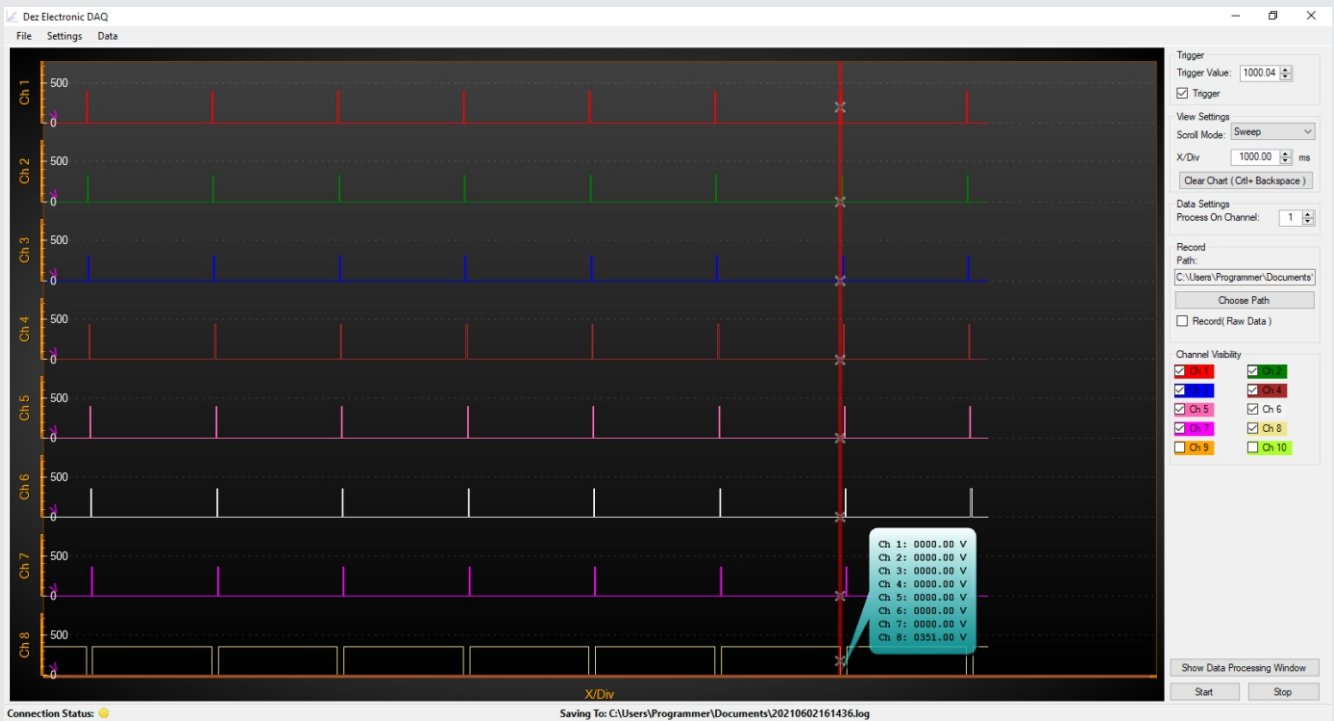 Dez Electronic DAQ
File Settings Data
Ch 1
500
0
Ch 2
500
0
Ch 3
500
0
Ch 4
500
0
Ch 5
500
0
Ch 6
500
0
Ch 7
500
0
Ch 8
500
0
X/Div
Ch 1: 0000.00 V
Ch 2: 0000.00 V
Ch 3: 0000.00 V
Ch 4: 0000.00 V
Ch 5: 0000.00 V
Ch 6: 0000.00 V
Ch 7: 0000.00 V
Ch 8: 0351.00 V
Trigger
Trigger Value: 1000.04
Trigger
View Settings
Scroll Mode: Sweep
X/Div 1000.00 ms
Clear Chart ( Crtl+ Backspace )
Data Settings
Process On Channel: 1
Record
Path:
C:\Users\Programmer\Documents\
Choose Path
Record( Raw Data )
Channel Visibility
Ch 1 Ch 2
Ch 3 Ch 4
Ch 5 Ch 6
Ch 7 Ch 8
Ch 9 Ch 10
Show Data Processing Window
Start Stop
Connection Status:
Saving To: C:\Users\Programmer\Documents\20210602161436.log